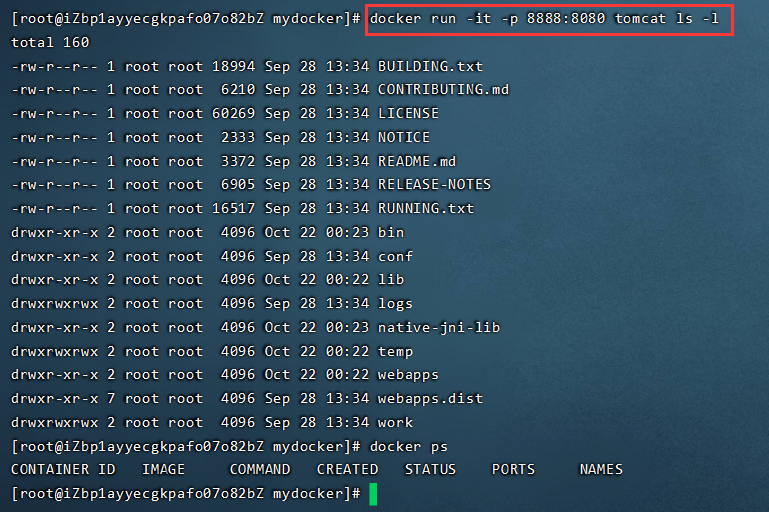 [root@iZbp1ayyecgkpafo07o82bZ mydocker]# docker run -it -p 8888:8080 tomcat ls -l
total 160
-rw-r--r-- 1 root root 18994 Sep 28 13:34 BUILDING.txt
-rw-r--r-- 1 root root  6210 Sep 28 13:34 CONTRIBUTING.md
-rw-r--r-- 1 root root 60269 Sep 28 13:34 LICENSE
-rw-r--r-- 1 root root  2333 Sep 28 13:34 NOTICE
-rw-r--r-- 1 root root  3372 Sep 28 13:34 README.md
-rw-r--r-- 1 root root  6905 Sep 28 13:34 RELEASE-NOTES
-rw-r--r-- 1 root root 16517 Sep 28 13:34 RUNNING.txt
drwxr-xr-x 2 root root  4096 Oct 22 00:23 bin
drwxr-xr-x 2 root root  4096 Sep 28 13:34 conf
drwxr-xr-x 2 root root  4096 Oct 22 00:22 lib
drwxrwxrwx 2 root root  4096 Sep 28 13:34 logs
drwxr-xr-x 2 root root  4096 Oct 22 00:23 native-jni-lib
drwxrwxrwx 2 root root  4096 Oct 22 00:22 temp
drwxr-xr-x 2 root root  4096 Oct 22 00:22 webapps
drwxr-xr-x 7 root root  4096 Sep 28 13:34 webapps.dist
drwxrwxrwx 2 root root  4096 Sep 28 13:34 work
[root@iZbp1ayyecgkpafo07o82bZ mydocker]# docker ps
CONTAINER ID   IMAGE     COMMAND   CREATED   STATUS    PORTS     NAMES
[root@iZbp1ayyecgkpafo07o82bZ mydocker]#